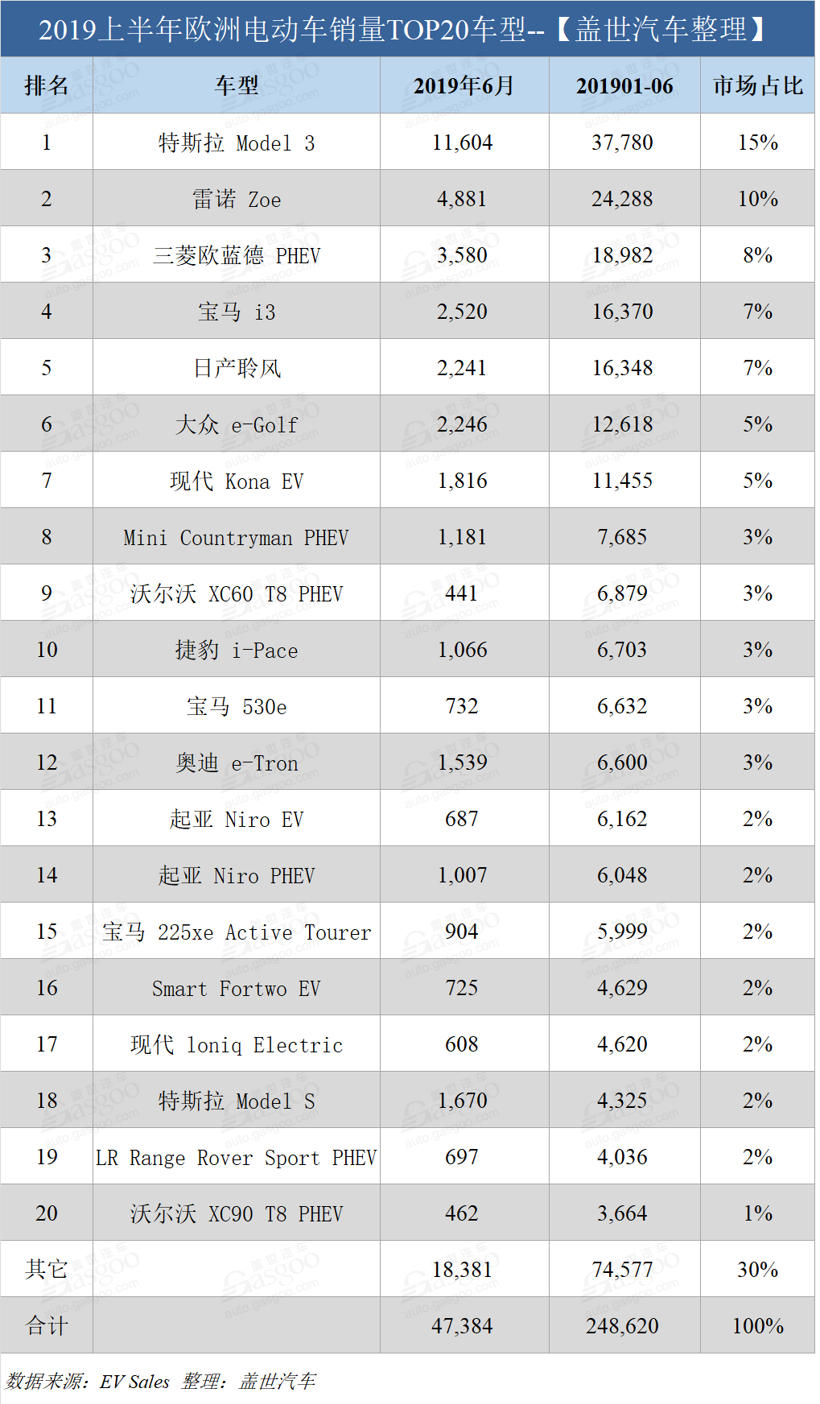 2019上半年欧洲电动车销量TOP20车型--【盖世汽车整理】
排名 车型 2019年6月 201901-06 市场占比
1 特斯拉 Model 3 11,604 37,780 15%
2 雷诺 Zoe 4,881 24,288 10%
3 三菱欧蓝德 PHEV 3,580 18,982 8%
4 宝马 i3 2,520 16,370 7%
5 日产聆风 2,241 16,348 7%
6 大众 e-Golf 2,246 12,618 5%
7 现代 Kona EV 1,816 11,455 5%
8 Mini Countryman PHEV 1,181 7,685 3%
9 沃尔沃 XC60 T8 PHEV 441 6,879 3%
10 捷豹 i-Pace 1,066 6,703 3%
11 宝马 530e 732 6,632 3%
12 奥迪 e-Tron 1,539 6,600 3%
13 起亚 Niro EV 687 6,162 2%
14 起亚 Niro PHEV 1,007 6,048 2%
15 宝马 225xe Active Tourer 904 5,999 2%
16 Smart Fortwo EV 725 4,629 2%
17 现代 loniq Electric 608 4,620 2%
18 特斯拉 Model S 1,670 4,325 2%
19 LR Range Rover Sport PHEV 697 4,036 2%
20 沃尔沃 XC90 T8 PHEV 462 3,664 1%
其它 18,381 74,577 30%
合计 47,384 248,620 100%
数据来源：EV Sales 整理：盖世汽车